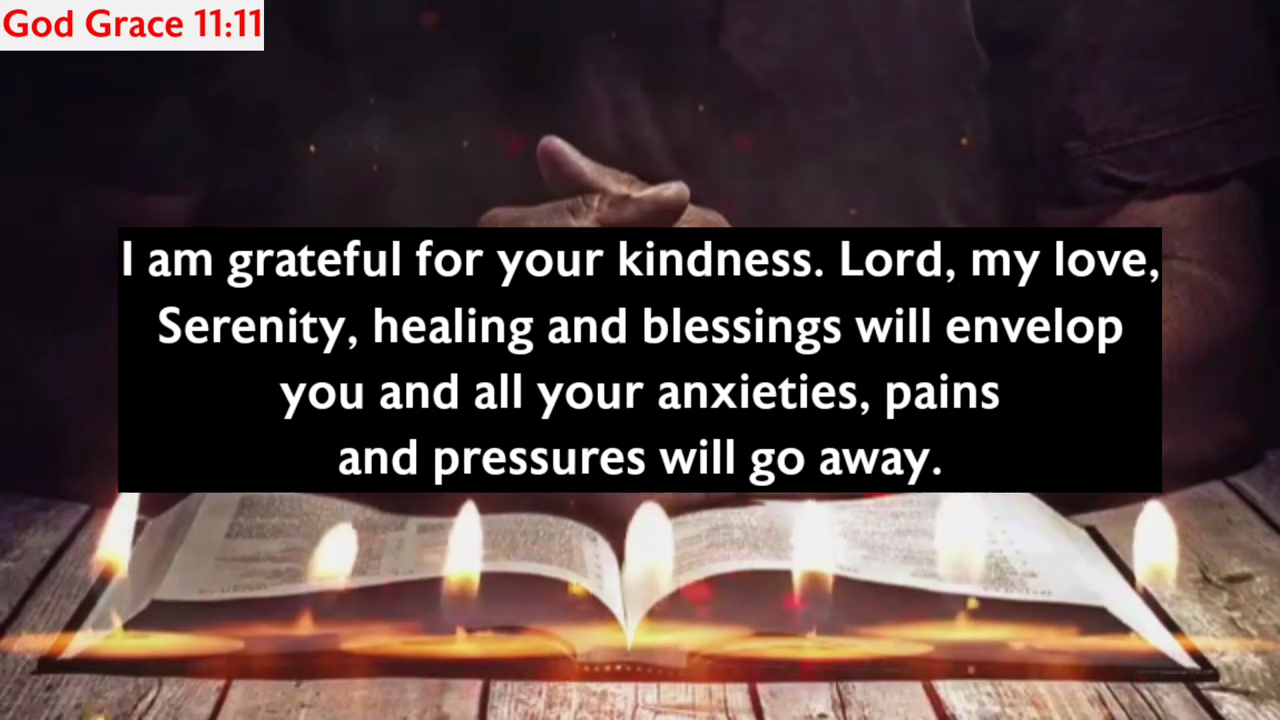 God Grace 11:11
I am grateful for your kindness. Lord, my love,
Serenity, healing and blessings will envelop
you and all your anxieties, pains
and pressures will go away.